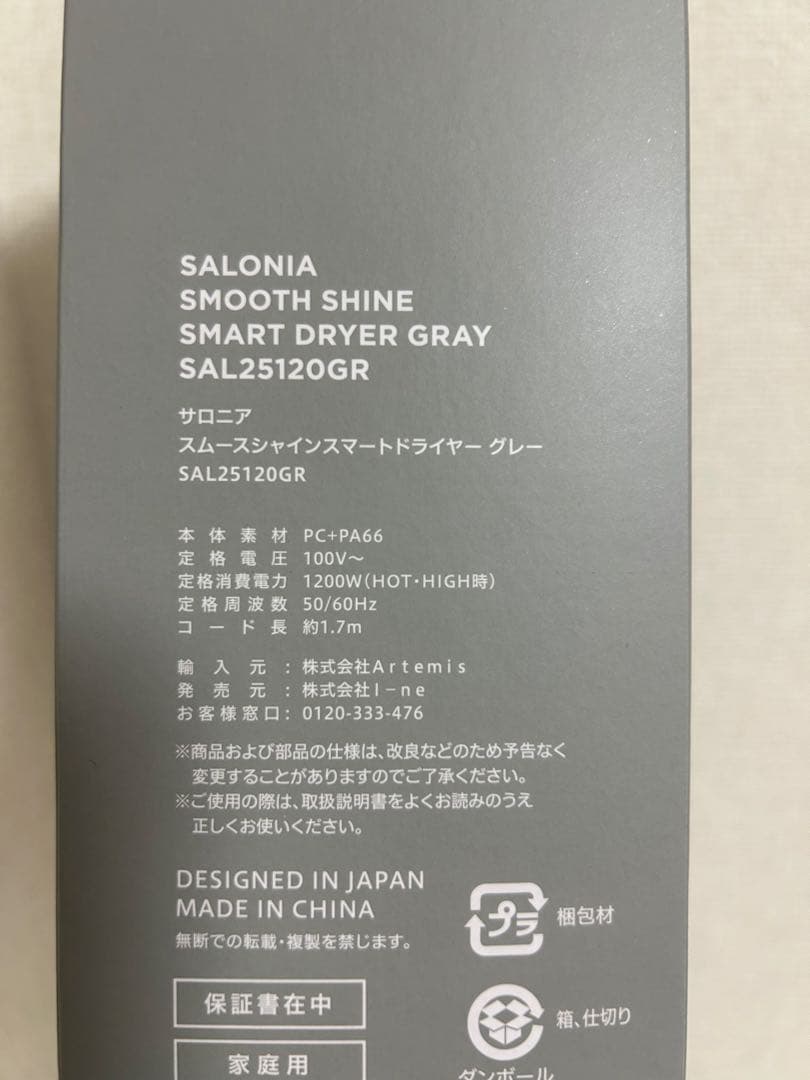 SALONIA
SMOOTH SHINE
SMART DRYER GRAY
SAL25120GR
サロニア
スムースシャインスマートドライヤー グレー
SAL25120GR
本体素材 PC+PA66
定格電圧 100V〜
定格消費電力 1200W(HOT・HIGH時)
定格周波数 50/60Hz
コード長 約1.7m
輸入元: 株式会社Artemis
発売元: 株式会社I-ne
お客様窓口: 0120-333-476
※商品および部品の仕様は、改良などのため予告なく
変更することがありますのでご了承ください。
※ご使用の際は、取扱説明書をよくお読みのうえ
正しくお使いください。
DESIGNED IN JAPAN
MADE IN CHINA
無断での転載・複製を禁じます。
プラ 梱包材
保証書在中
箱、仕切り
家庭用
ダンボール